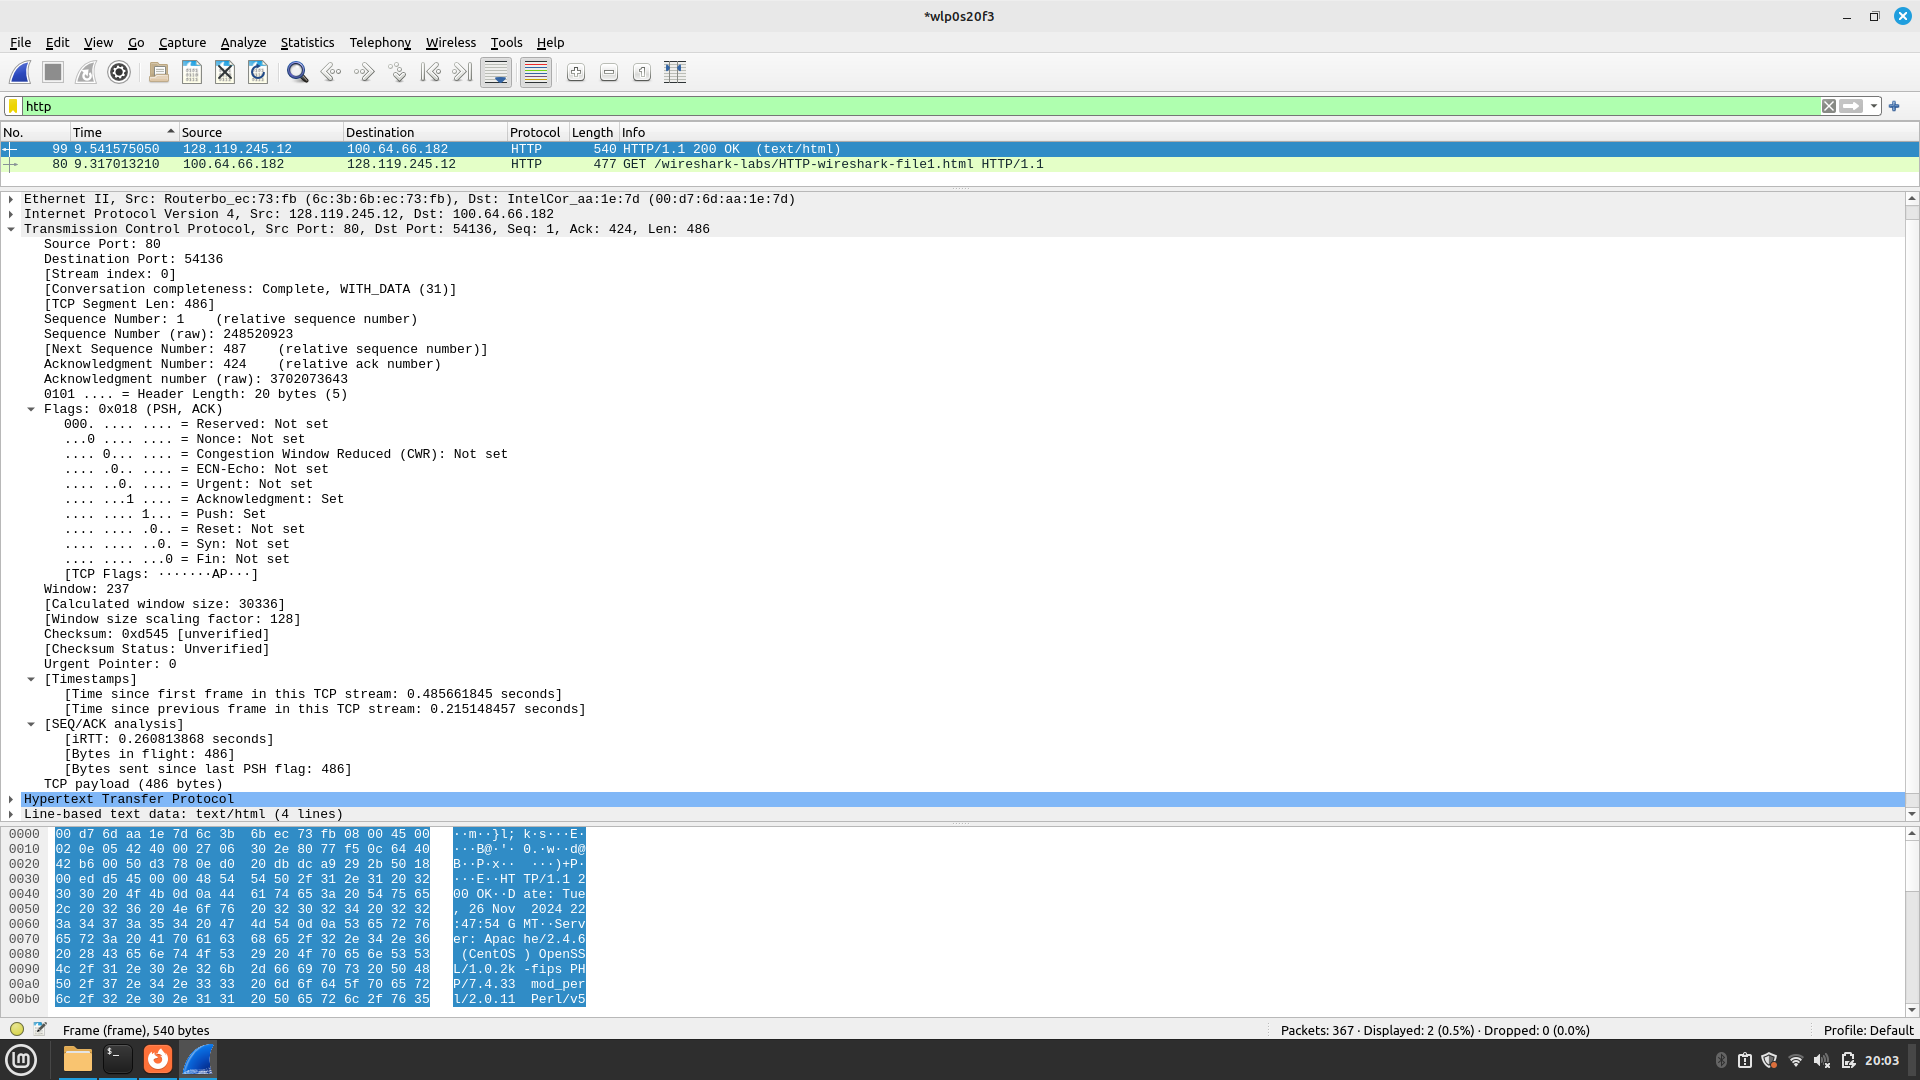 *wlp0s20f3
File Edit View Go Capture Analyze Statistics Telephony Wireless Tools Help
http
No. Time Source Destination Protocol Length Info
99 9.541575050 128.119.245.12 100.64.66.182 HTTP 540 HTTP/1.1 200 OK (text/html)
80 9.317013210 100.64.66.182 128.119.245.12 HTTP 477 GET /wireshark-labs/HTTP-wireshark-file1.html HTTP/1.1
Ethernet II, Src: Routerbo_ec:73:fb (6c:3b:6b:ec:73:fb), Dst: IntelCor_aa:1e:7d (00:d7:6d:aa:1e:7d)
Internet Protocol Version 4, Src: 128.119.245.12, Dst: 100.64.66.182
Transmission Control Protocol, Src Port: 80, Dst Port: 54136, Seq: 1, Ack: 424, Len: 486
Source Port: 80
Destination Port: 54136
[Stream index: 0]
[Conversation completeness: Complete, WITH_DATA (31)]
[TCP Segment Len: 486]
Sequence Number: 1    (relative sequence number)
Sequence Number (raw): 248520923
[Next Sequence Number: 487    (relative sequence number)]
Acknowledgment Number: 424    (relative ack number)
Acknowledgment number (raw): 3702073643
0101 .... = Header Length: 20 bytes (5)
Flags: 0x018 (PSH, ACK)
000. .... .... = Reserved: Not set
...0 .... .... = Nonce: Not set
.... 0... .... = Congestion Window Reduced (CWR): Not set
.... .0.. .... = ECN-Echo: Not set
.... ..0. .... = Urgent: Not set
.... ...1 .... = Acknowledgment: Set
.... .... 1... = Push: Set
.... .... .0.. = Reset: Not set
.... .... ..0. = Syn: Not set
.... .... ...0 = Fin: Not set
[TCP Flags: ·······AP···]
Window: 237
[Calculated window size: 30336]
[Window size scaling factor: 128]
Checksum: 0xd545 [unverified]
[Checksum Status: Unverified]
Urgent Pointer: 0
[Timestamps]
[Time since first frame in this TCP stream: 0.485661845 seconds]
[Time since previous frame in this TCP stream: 0.215148457 seconds]
[SEQ/ACK analysis]
[iRTT: 0.260813868 seconds]
[Bytes in flight: 486]
[Bytes sent since last PSH flag: 486]
TCP payload (486 bytes)
Hypertext Transfer Protocol
Line-based text data: text/html (4 lines)
0000 00 d7 6d aa 1e 7d 6c 3b 6b ec 73 fb 08 00 45 00 ··m··}l; k·s···E·
0010 02 0e 05 42 40 00 27 06 30 2e 80 77 f5 0c 64 40 ···B@·'· 0.·w··d@
0020 42 b6 00 50 d3 78 0e d0 20 db dc a9 29 2b 50 18 B··P·x·· ···)+P·
0030 00 ed d5 45 00 00 48 54 54 50 2f 31 2e 31 20 32 ···E··HT TP/1.1 2
0040 30 30 20 4f 4b 0d 0a 44 61 74 65 3a 20 54 75 65 00 OK··D ate: Tue
0050 2c 20 32 36 20 4e 6f 76 20 32 30 32 34 20 32 32 , 26 Nov 2024 22
0060 3a 34 37 3a 35 34 20 47 4d 54 0d 0a 53 65 72 76 :47:54 G MT··Serv
0070 65 72 3a 20 41 70 61 63 68 65 2f 32 2e 34 2e 36 er: Apac he/2.4.6
0080 20 28 43 65 6e 74 4f 53 29 20 4f 70 65 6e 53 53 (CentOS ) OpenSS
0090 4c 2f 31 2e 30 2e 32 6b 2d 66 69 70 73 20 50 48 L/1.0.2k -fips PH
00a0 50 2f 37 2e 34 2e 33 33 20 6d 6f 64 5f 70 65 72 P/7.4.33 mod_per
00b0 6c 2f 32 2e 30 2e 31 31 20 50 65 72 6c 2f 76 35 l/2.0.11 Perl/v5
Frame (frame), 540 bytes Packets: 367 · Displayed: 2 (0.5%) · Dropped: 0 (0.0%) Profile: Default
20:03